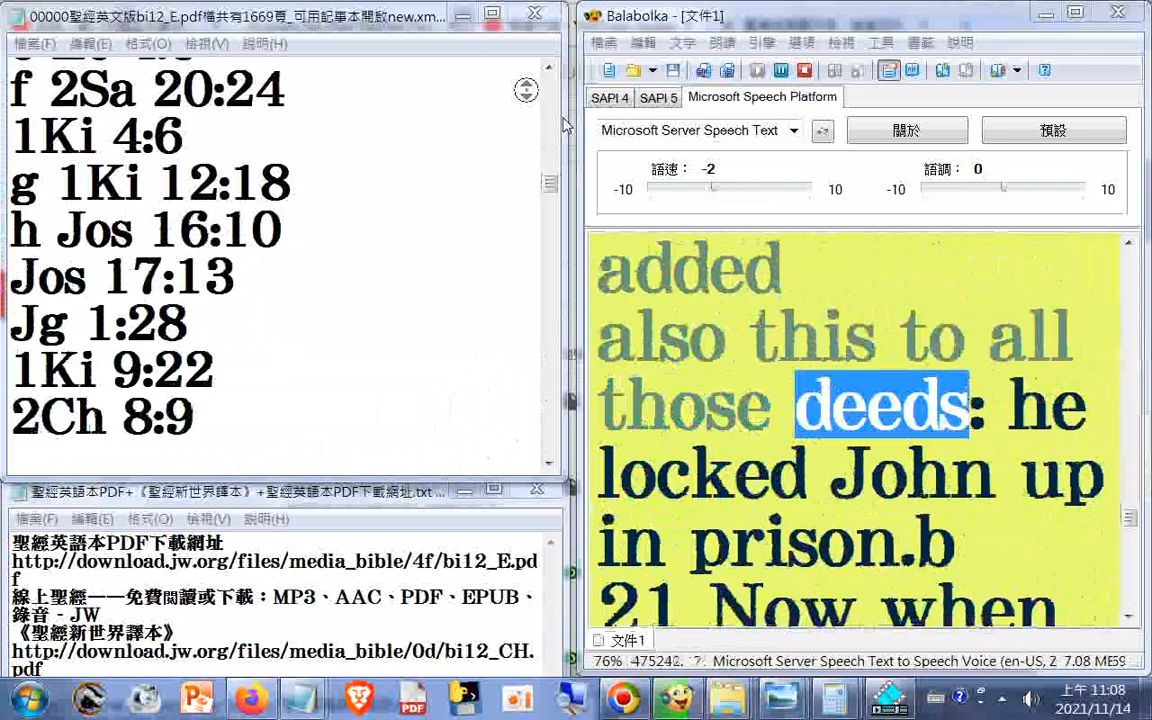 00000聖經英文版bi12_E.pdf檔共有1669頁_可用記事本開啟new.xm...
檔案(F) 編輯(E) 格式(O) 檢視(V) 說明(H)
f 2Sa 20:24
1Ki 4:6
g 1Ki 12:18
h Jos 16:10
Jos 17:13
Jg 1:28
1Ki 9:22
2Ch 8:9
聖經英語本PDF+《聖經新世界譯本》+聖經英語本PDF下載網址.txt ...
檔案(F) 編輯(E) 格式(O) 檢視(V) 說明(H)
聖經英語本PDF下載網址
http://download.jw.org/files/media_bible/4f/bi12_E.pd
f
線上聖經——免費閱讀或下載：MP3、AAC、PDF、EPUB、
錄音 - JW
《聖經新世界譯本》
http://download.jw.org/files/media_bible/0d/bi12_CH.
pdf
Balabolka - [文件1]
檔案 編輯 文字 朗讀 引擎 選項 檢視 工具 書籤 說明
SAPI 4 SAPI 5 Microsoft Speech Platform
Microsoft Server Speech Text 關於 預設
語速： -2 語調： 0
-10 10 -10 10
added
also this to all
those deeds: he
locked John up
in prison.b
21 Now when
文件1
76% Microsoft Server Speech Text to Speech Voice (en-US, Z 7.08 ME
PDF
上午 11:08
2021/11/14